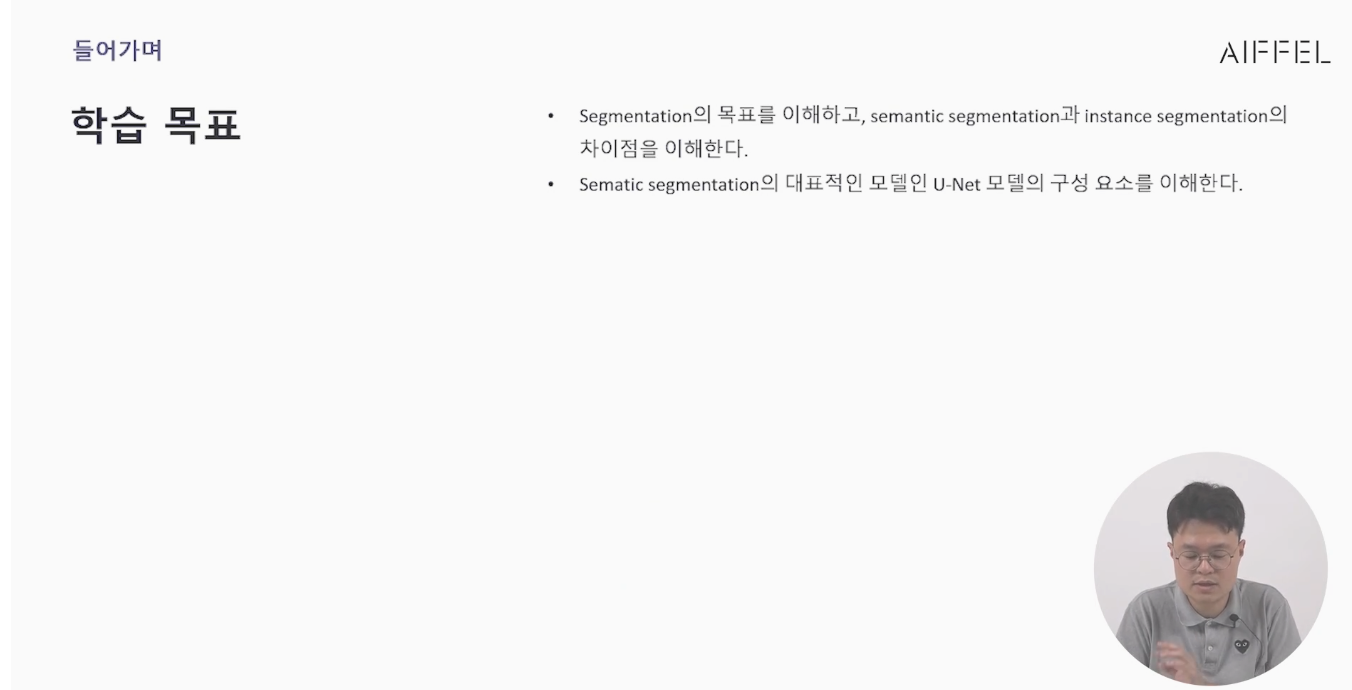 들어가며
AIFFEL
학습 목표
• Segmentation의 목표를 이해하고, semantic segmentation과 instance segmentation의
차이점을 이해한다.
• Sematic segmentation의 대표적인 모델인 U-Net 모델의 구성 요소를 이해한다.